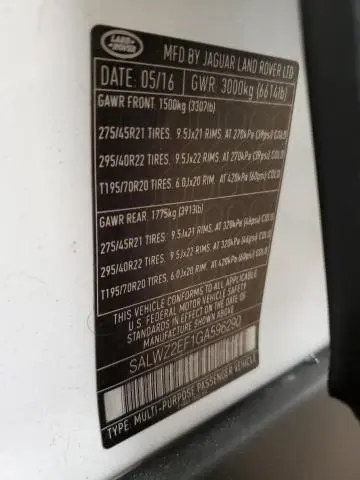 LAND
ROVER
MFD BY JAGUAR LAND ROVER LTD
DATE: 05/16 GWR 3000kg (6614lb)
GAWR FRONT 1500kg (3307lb)
275/45R21 TIRES. 9.5Jx21 RIMS. AT 270kPa (39psi) COLD
295/40R22 TIRES. 9.5Jx22 RIMS. AT 270kPa (39psi) COLD
T195/70R20 TIRES. 6.0Jx20 RIM. AT 420kPa (60psi) COLD
GAWR REAR. 1775kg (3913lb)
275/45R21 TIRES. 9.5Jx21 RIMS. AT 320kPa (46psi) COLD
295/40R22 TIRES. 9.5Jx22 RIMS. AT 320kPa (46psi) COLD
T195/70R20 TIRES. 6.0Jx20 RIM. AT 420kPa (60psi) COLD
THIS VEHICLE CONFORMS TO ALL APPLICABLE
U.S FEDERAL MOTOR VEHICLE SAFETY
STANDARDS IN EFFECT ON THE DATE OF
MANUFACTURE SHOWN ABOVE
SALWZ2EF1GA596290
TYPE: MULTI-PURPOSE PASSENGER VEHICLE